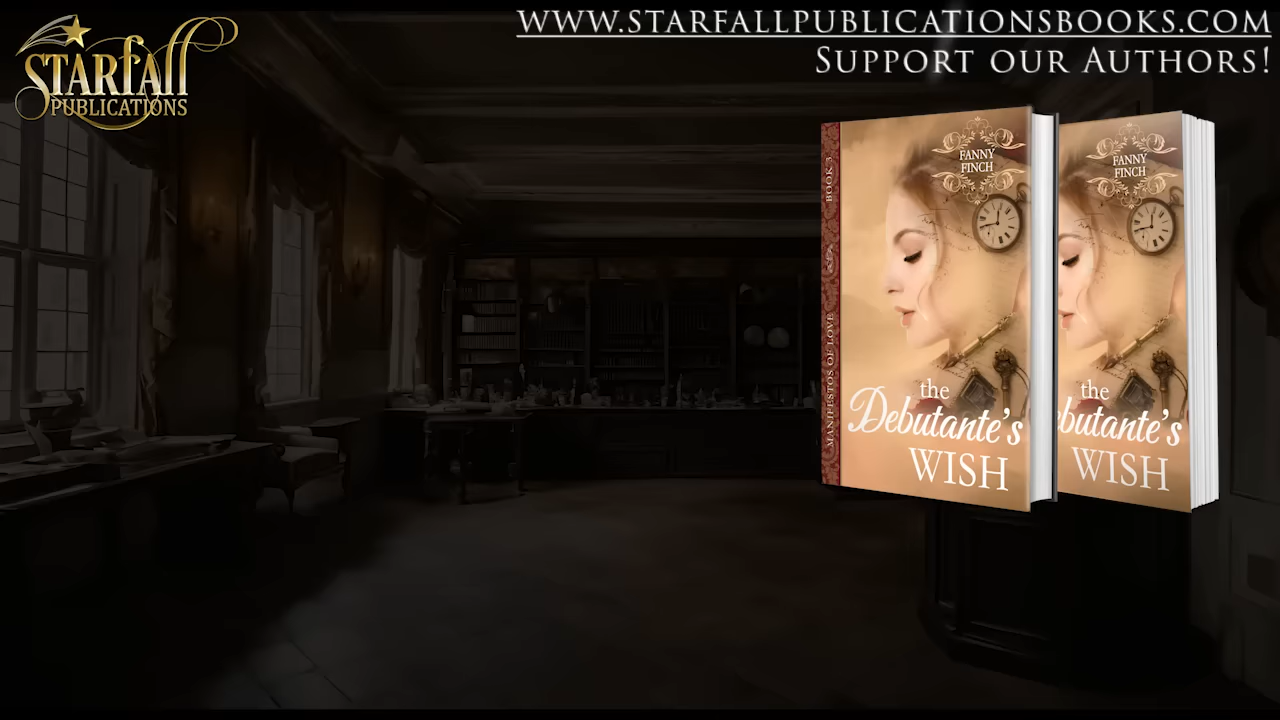 STARfall
PUBLICATIONS
WWW.STARFALLPUBLICATIONSBOOKS.COM
SUPPORT OUR AUTHORS!
BOOK 3
MANIFESTOS OF LOVE
FANNY
FINCH
the
Debutante's
WISH
FANNY
FINCH
the
ebutante's
WISH